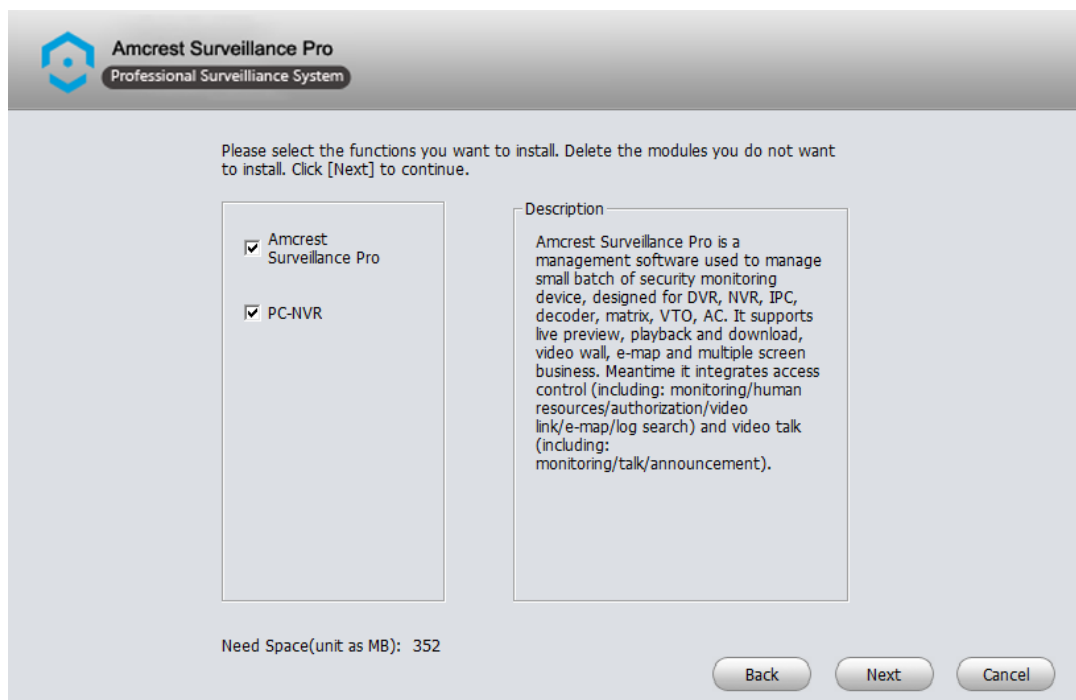 Amcrest Surveillance Pro
Professional Surveilliance System
Please select the functions you want to install. Delete the modules you do not want
to install. Click [Next] to continue.
Amcrest
Surveillance Pro
PC-NVR
Description
Amcrest Surveillance Pro is a
management software used to manage
small batch of security monitoring
device, designed for DVR, NVR, IPC,
decoder, matrix, VTO, AC. It supports
live preview, playback and download,
video wall, e-map and multiple screen
business. Meantime it integrates access
control (including: monitoring/human
resources/authorization/video
link/e-map/log search) and video talk
(including:
monitoring/talk/announcement).
Need Space(unit as MB): 352
Back
Next
Cancel